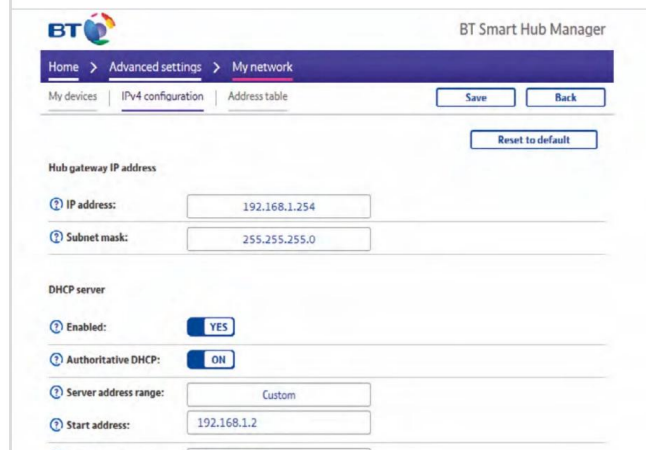 BT
BT Smart Hub Manager
Home > Advanced settings > My network
My devices | IPv4 configuration | Address table
Save
Back
Reset to default
Hub gateway IP address
? IP address: 192.168.1.254
? Subnet mask: 255.255.255.0
DHCP server
? Enabled: YES
? Authoritative DHCP: ON
? Server address range: Custom
? Start address: 192.168.1.2